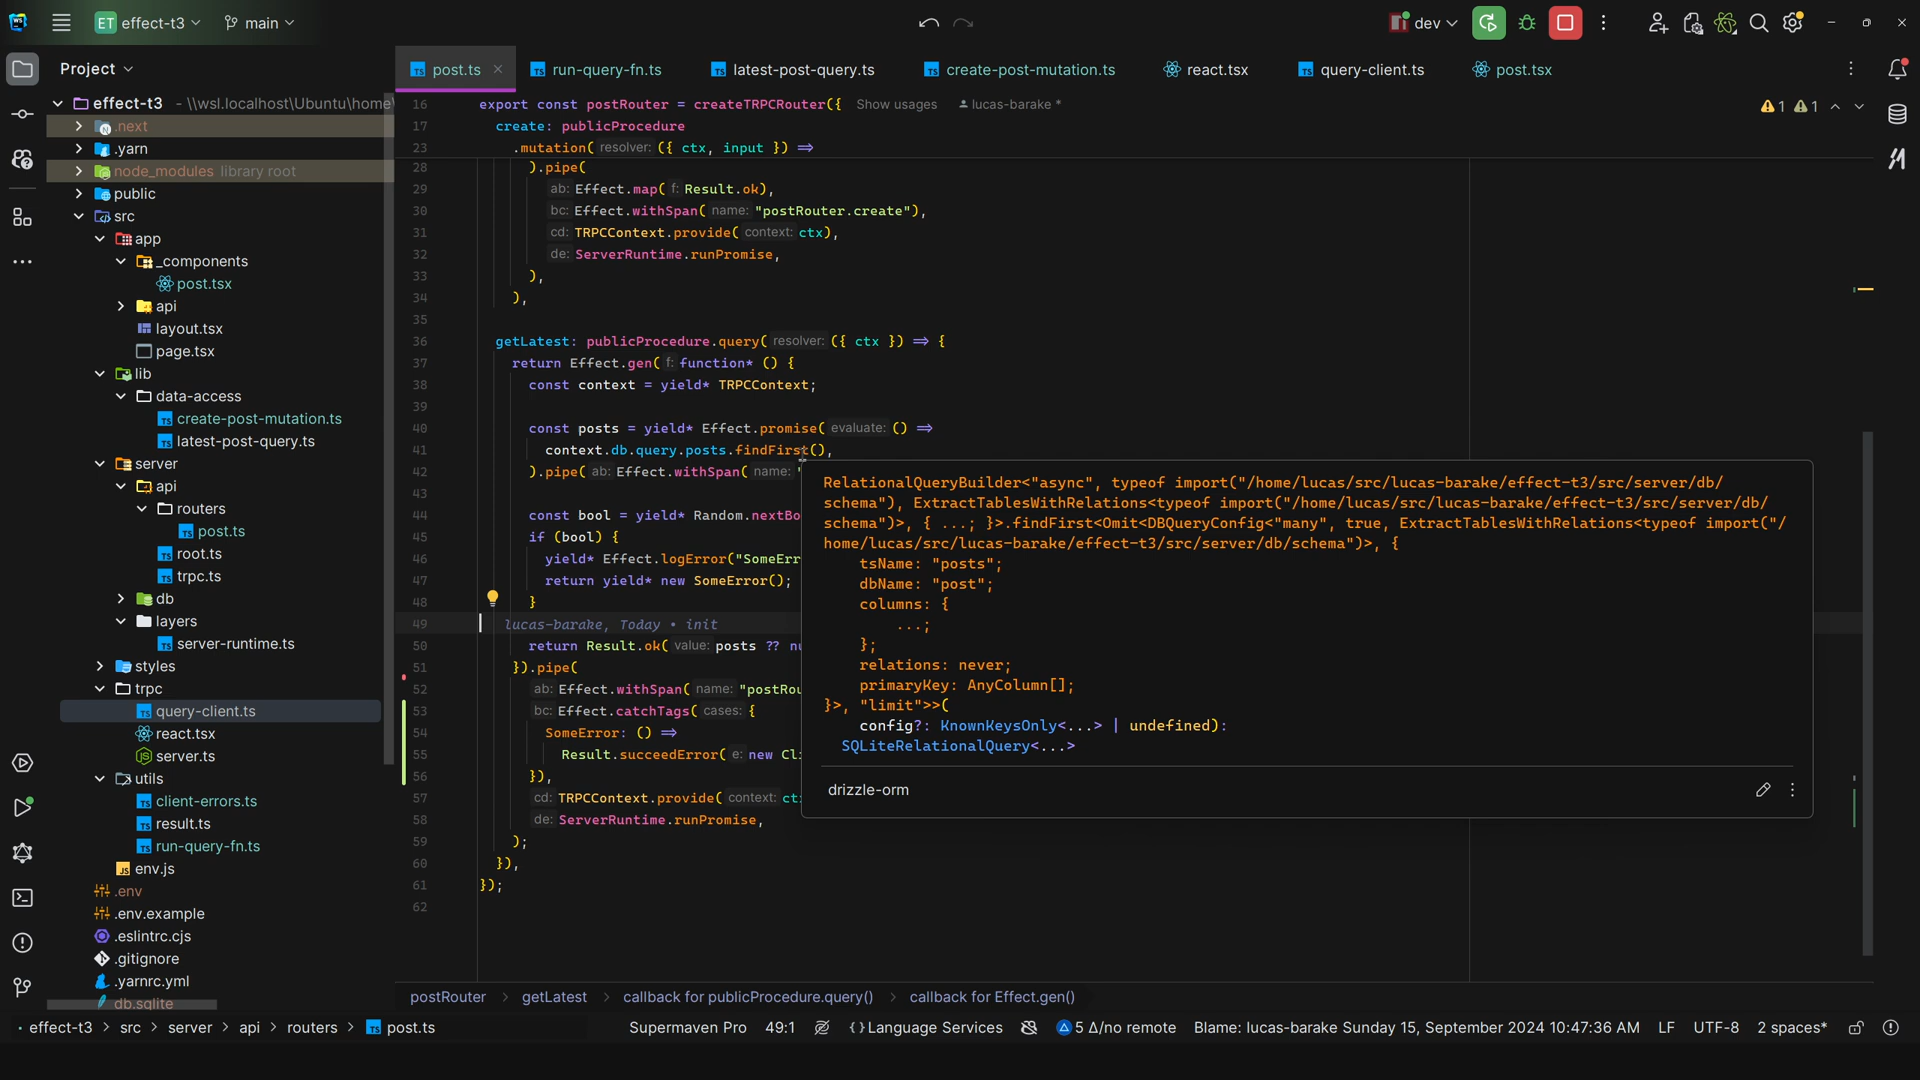 ET effect-t3
main
dev
Project
post.ts
run-query-fn.ts
latest-post-query.ts
create-post-mutation.ts
react.tsx
query-client.ts
post.tsx
effect-t3 - \\wsl.localhost\Ubuntu\home\
.next
.yarn
node_modules library root
public
src
app
_components
post.tsx
api
layout.tsx
page.tsx
lib
data-access
create-post-mutation.ts
latest-post-query.ts
server
api
routers
post.ts
root.ts
trpc.ts
db
layers
server-runtime.ts
styles
trpc
query-client.ts
react.tsx
server.ts
utils
client-errors.ts
result.ts
run-query-fn.ts
env.js
.env
.env.example
.eslintrc.cjs
.gitignore
.yarnrc.yml
db.sqlite
16 export const postRouter = createTRPCRouter({ Show usages lucas-barake *
17 create: publicProcedure
23 .mutation( resolver: ({ ctx, input }) ⇒
28 ).pipe(
29 ab: Effect.map( f: Result.ok),
30 bc: Effect.withSpan( name: "postRouter.create"),
31 cd: TRPCContext.provide( context: ctx),
32 de: ServerRuntime.runPromise,
33 ),
34 ),
35
36 getLatest: publicProcedure.query( resolver: ({ ctx }) ⇒ {
37 return Effect.gen( f: function* () {
38 const context = yield* TRPCContext;
39
40 const posts = yield* Effect.promise( evaluate: () ⇒
41 context.db.query.posts.findFirst(),
42 ).pipe( ab: Effect.withSpan( name: "
43
44 const bool = yield* Random.nextBo
45 if (bool) {
46 yield* Effect.logError("SomeErr
47 return yield* new SomeError();
48 }
49 lucas-barake, Today • init
50 return Result.ok( value: posts ?? nu
51 }).pipe(
52 ab: Effect.withSpan( name: "postRou
53 bc: Effect.catchTags( cases: {
54 SomeError: () ⇒
55 Result.succeedError( e: new Cli
56 }),
57 cd: TRPCContext.provide( context: ct
58 de: ServerRuntime.runPromise,
59 );
60 }),
61 });
62
1 1
RelationalQueryBuilder<"async", typeof import("/home/lucas/src/lucas-barake/effect-t3/src/server/db/
schema"), ExtractTablesWithRelations<typeof import("/home/lucas/src/lucas-barake/effect-t3/src/server/db/
schema")>, { ...; }>.findFirst<Omit<DBQueryConfig<"many", true, ExtractTablesWithRelations<typeof import("/
home/lucas/src/lucas-barake/effect-t3/src/server/db/schema")>, {
tsName: "posts";
dbName: "post";
columns: {
...;
};
relations: never;
primaryKey: AnyColumn[];
}>, "limit">>(
config?: KnownKeysOnly<...> | undefined):
SQLiteRelationalQuery<...>
drizzle-orm
postRouter > getLatest > callback for publicProcedure.query() > callback for Effect.gen()
effect-t3 > src > server > api > routers > post.ts
Supermaven Pro 49:1 {} Language Services 5 Δ/no remote Blame: lucas-barake Sunday 15, September 2024 10:47:36 AM LF UTF-8 2 spaces*